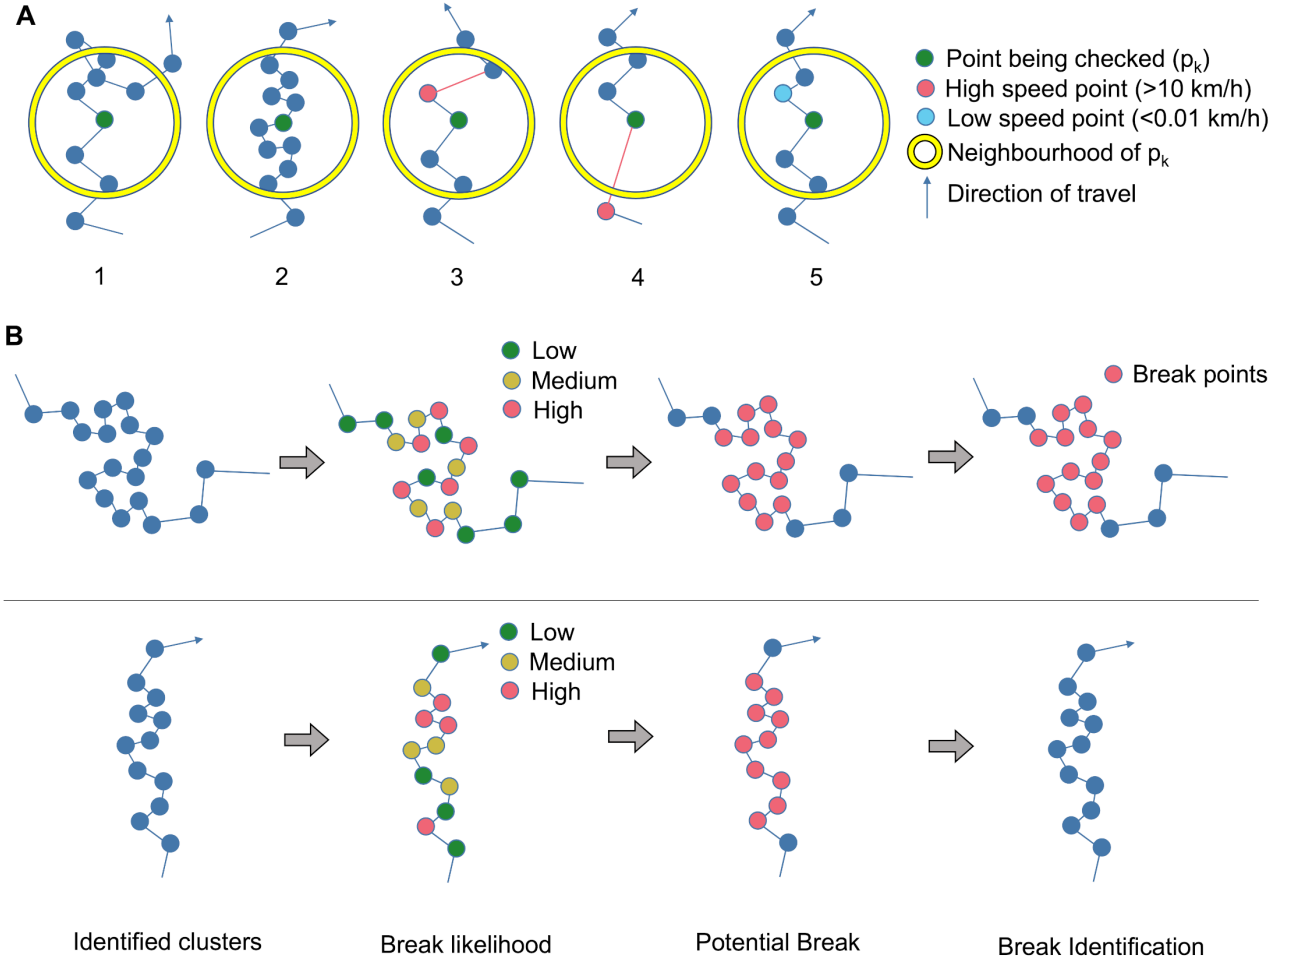 A
Point being checked (pk)
High speed point (>10 km/h)
Low speed point (<0.01 km/h)
Neighbourhood of pk
Direction of travel
1 2 3 4 5
B
Low
Medium
High
Break points
Low
Medium
High
Identified clusters
Break likelihood
Potential Break
Break Identification